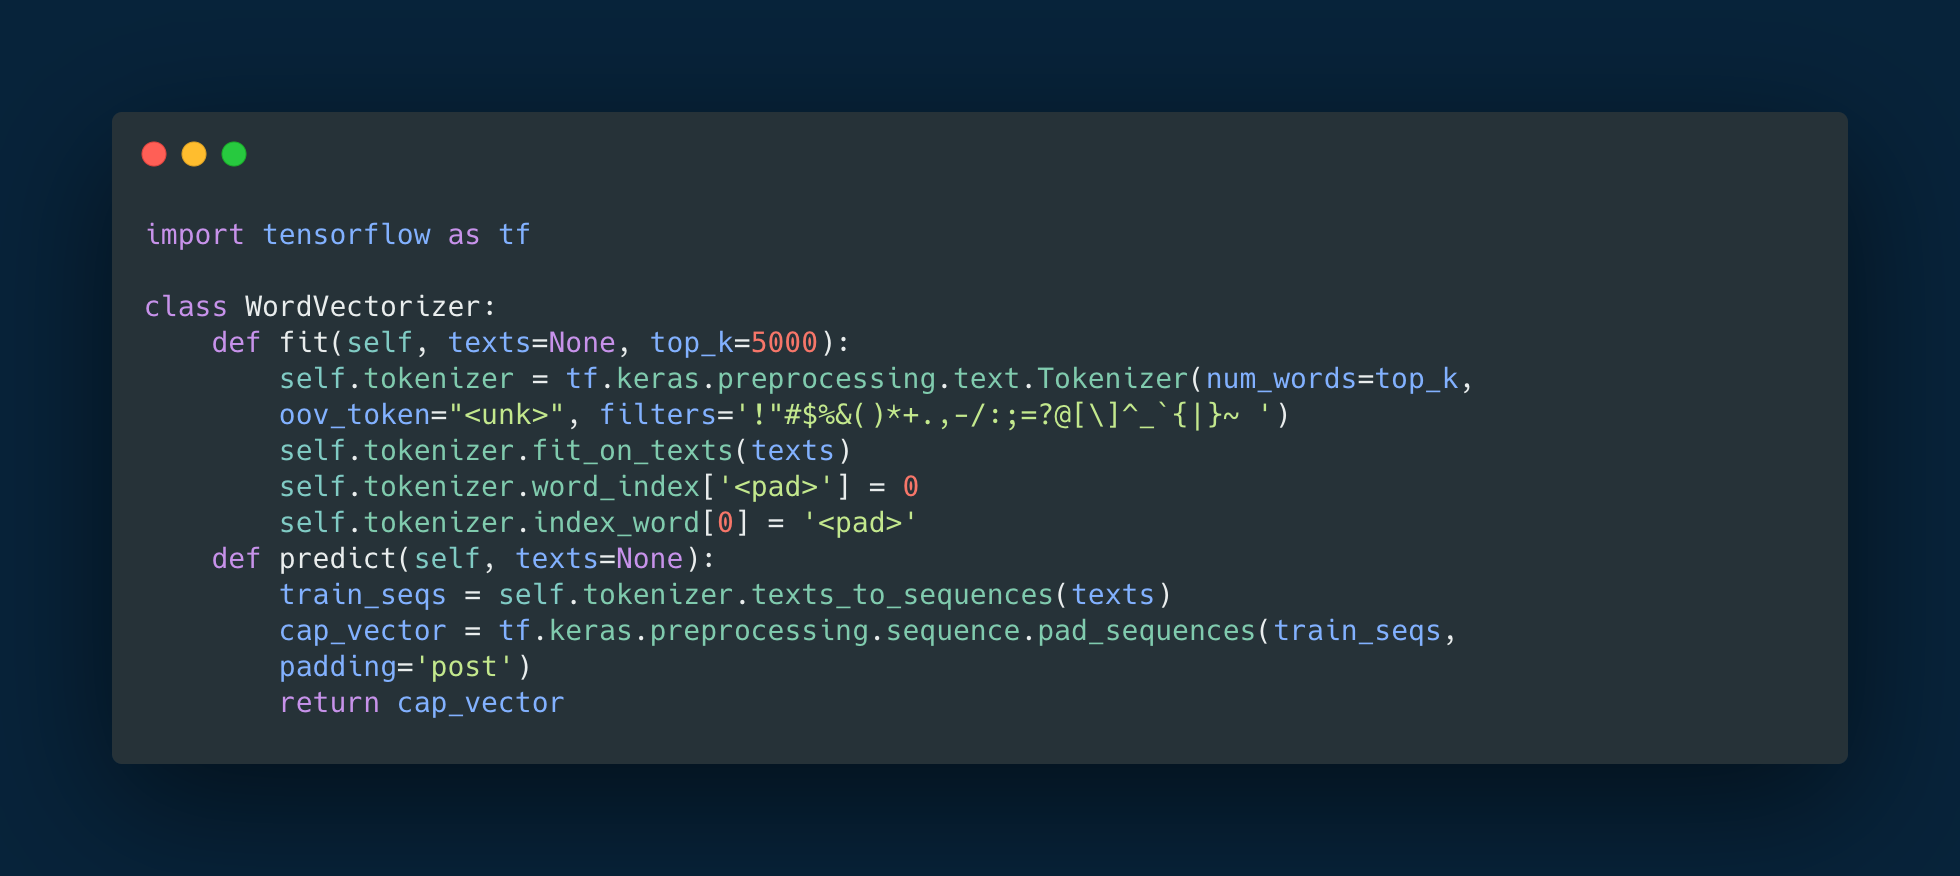 import tensorflow as tf
class WordVectorizer:
    def fit(self, texts=None, top_k=5000):
        self.tokenizer = tf.keras.preprocessing.text.Tokenizer(num_words=top_k,
        oov_token="<unk>", filters='!"#$%&()*+.,-/:;=?@[\]^_`{|}~ ')
        self.tokenizer.fit_on_texts(texts)
        self.tokenizer.word_index['<pad>'] = 0
        self.tokenizer.index_word[0] = '<pad>'
    def predict(self, texts=None):
        train_seqs = self.tokenizer.texts_to_sequences(texts)
        cap_vector = tf.keras.preprocessing.sequence.pad_sequences(train_seqs,
        padding='post')
        return cap_vector